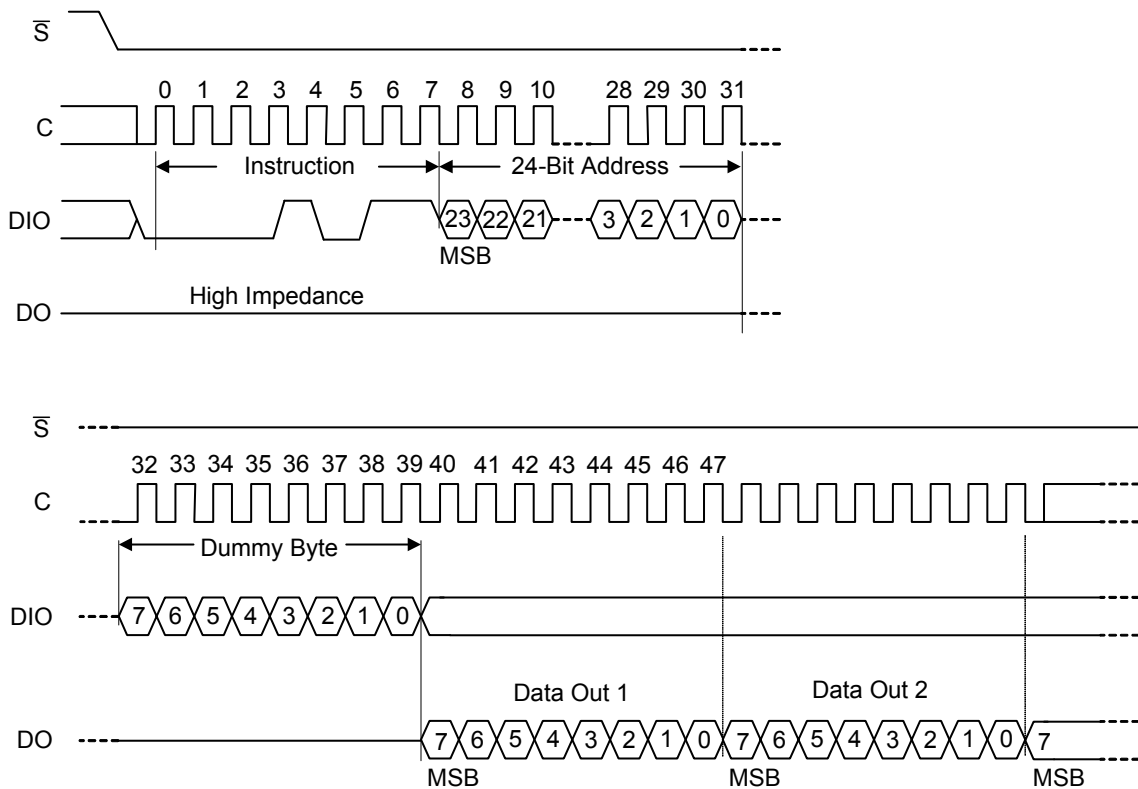 S̅
0 1 2 3 4 5 6 7 8 9 10 28 29 30 31
C
Instruction 24-Bit Address
DIO 23 22 21 3 2 1 0
MSB
High Impedance
DO
S̅
32 33 34 35 36 37 38 39 40 41 42 43 44 45 46 47
C
Dummy Byte
DIO 7 6 5 4 3 2 1 0
Data Out 1 Data Out 2
DO 7 6 5 4 3 2 1 0 7 6 5 4 3 2 1 0 7
MSB MSB MSB